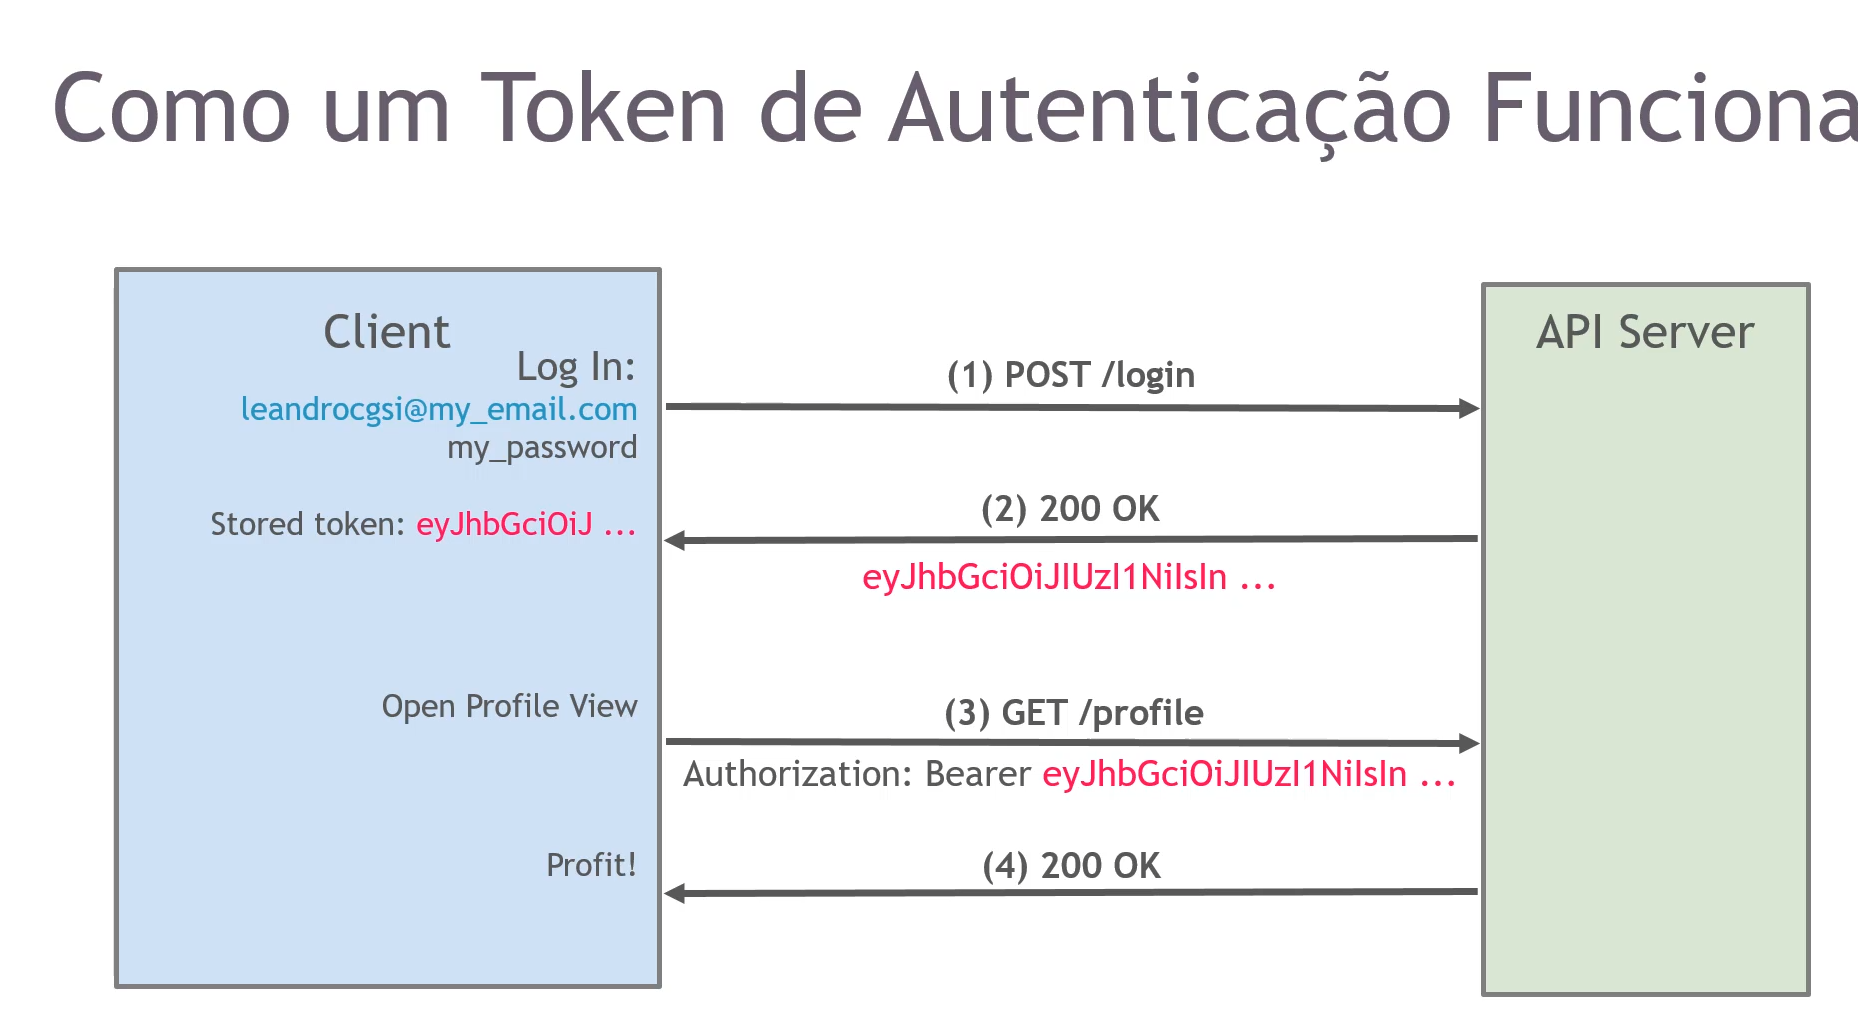 Como um Token de Autenticação Funciona
Client
API Server
Log In:
leandrocgsi@my_email.com
my_password
(1) POST /login
(2) 200 OK
Stored token: eyJhbGciOiJ ...
eyJhbGciOiJIUzI1NiIsIn ...
Open Profile View
(3) GET /profile
Authorization: Bearer eyJhbGciOiJIUzI1NiIsIn ...
Profit!
(4) 200 OK